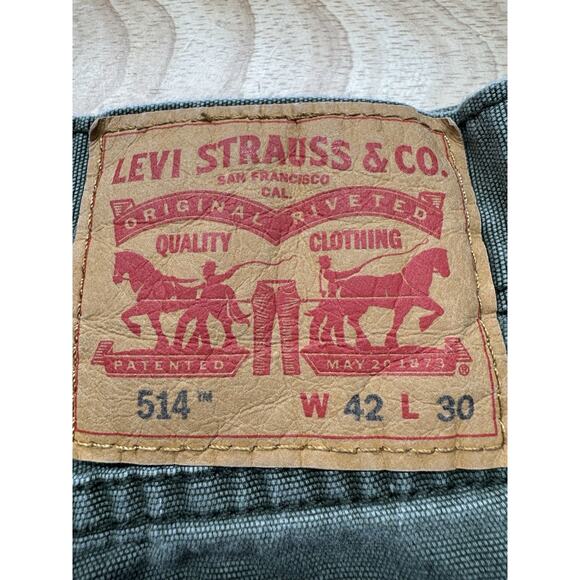 LEVI STRAUSS & CO.
SAN FRANCISCO
CAL.
ORIGINAL RIVETED
QUALITY CLOTHING
PATENTED MAY 20 1873 ®
514™ W 42 L 30